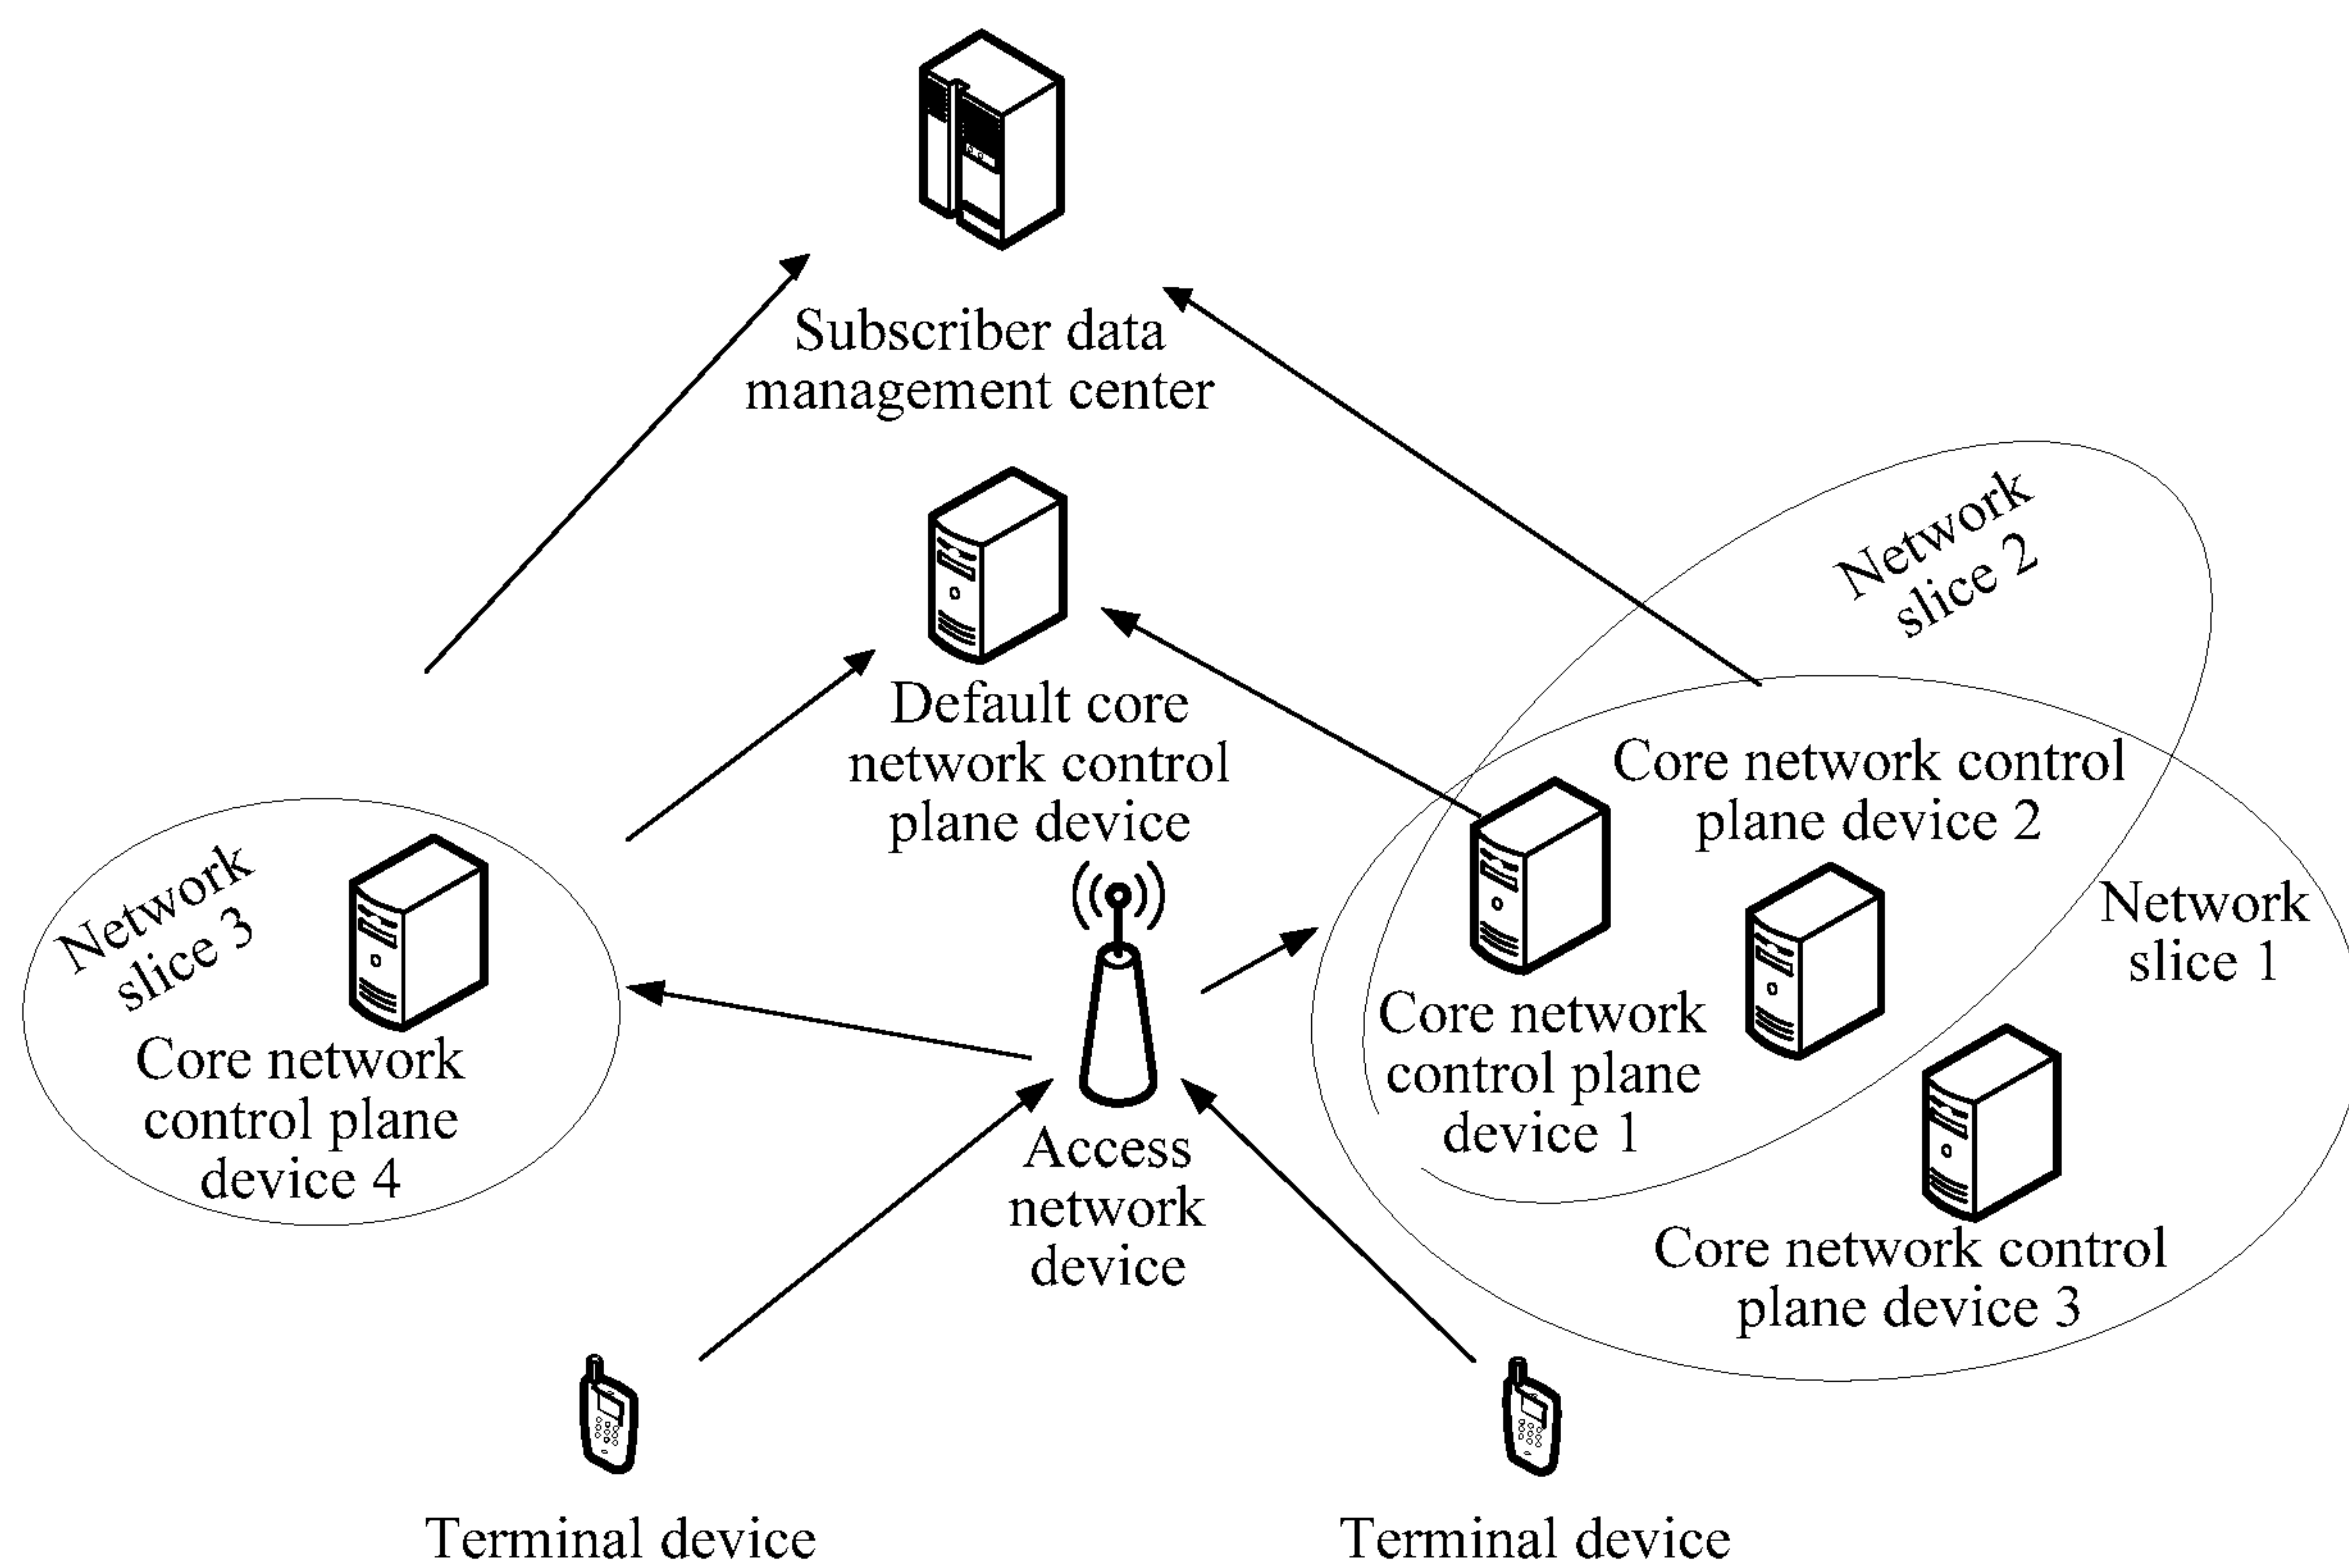 Subscriber data
management center
Network
slice 2
Default core
network control
plane device
Core network control
plane device 2
Network
slice 3
Network
slice 1
Core network
control plane
device 1
Core network
control plane
device 4
Access
network
device
Core network control
plane device 3
Terminal device
Terminal device